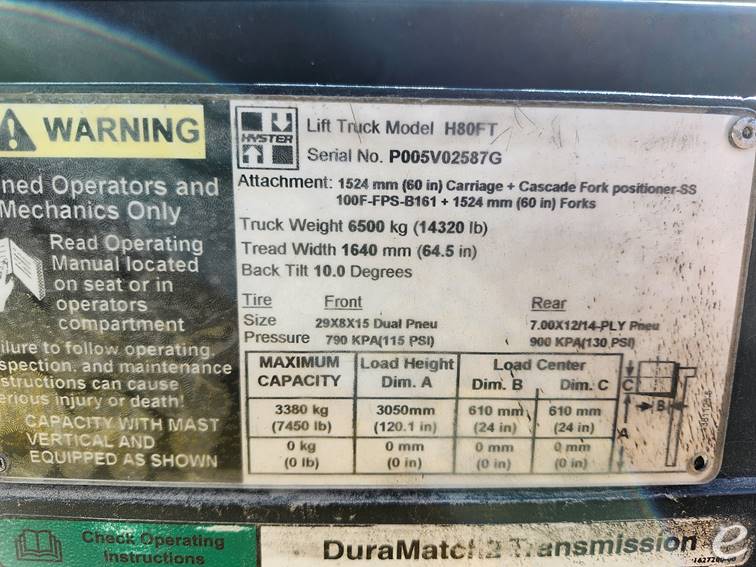 WARNING
ned Operators and
Mechanics Only
Read Operating
Manual located
on seat or in
operators
compartment
ilure to follow operating,
spection, and maintenance
structions can cause
erious injury or death!
CAPACITY WITH MAST
VERTICAL AND
EQUIPPED AS SHOWN
HYSTER
Lift Truck Model H80FT
Serial No. P005V02587G
Attachment: 1524 mm (60 in) Carriage + Cascade Fork positioner-SS
100F-FPS-B161 + 1524 mm (60 in) Forks
Truck Weight 6500 kg (14320 lb)
Tread Width 1640 mm (64.5 in)
Back Tilt 10.0 Degrees
Tire Front Rear
Size 29X8X15 Dual Pneu 7.00X12/14-PLY Pneu
Pressure 790 KPA(115 PSI) 900 KPA(130 PSI)
MAXIMUM CAPACITY Load Height Dim. A Load Center Dim. B Dim. C
3380 kg 3050mm 610 mm 610 mm
(7450 lb) (120.1 in) (24 in) (24 in)
0 kg 0 mm 0 mm 0 mm
(0 lb) (0 in) (0 in) (0 in)
C
B
A
Check Operating
Instructions
DuraMatch2 Transmission
e